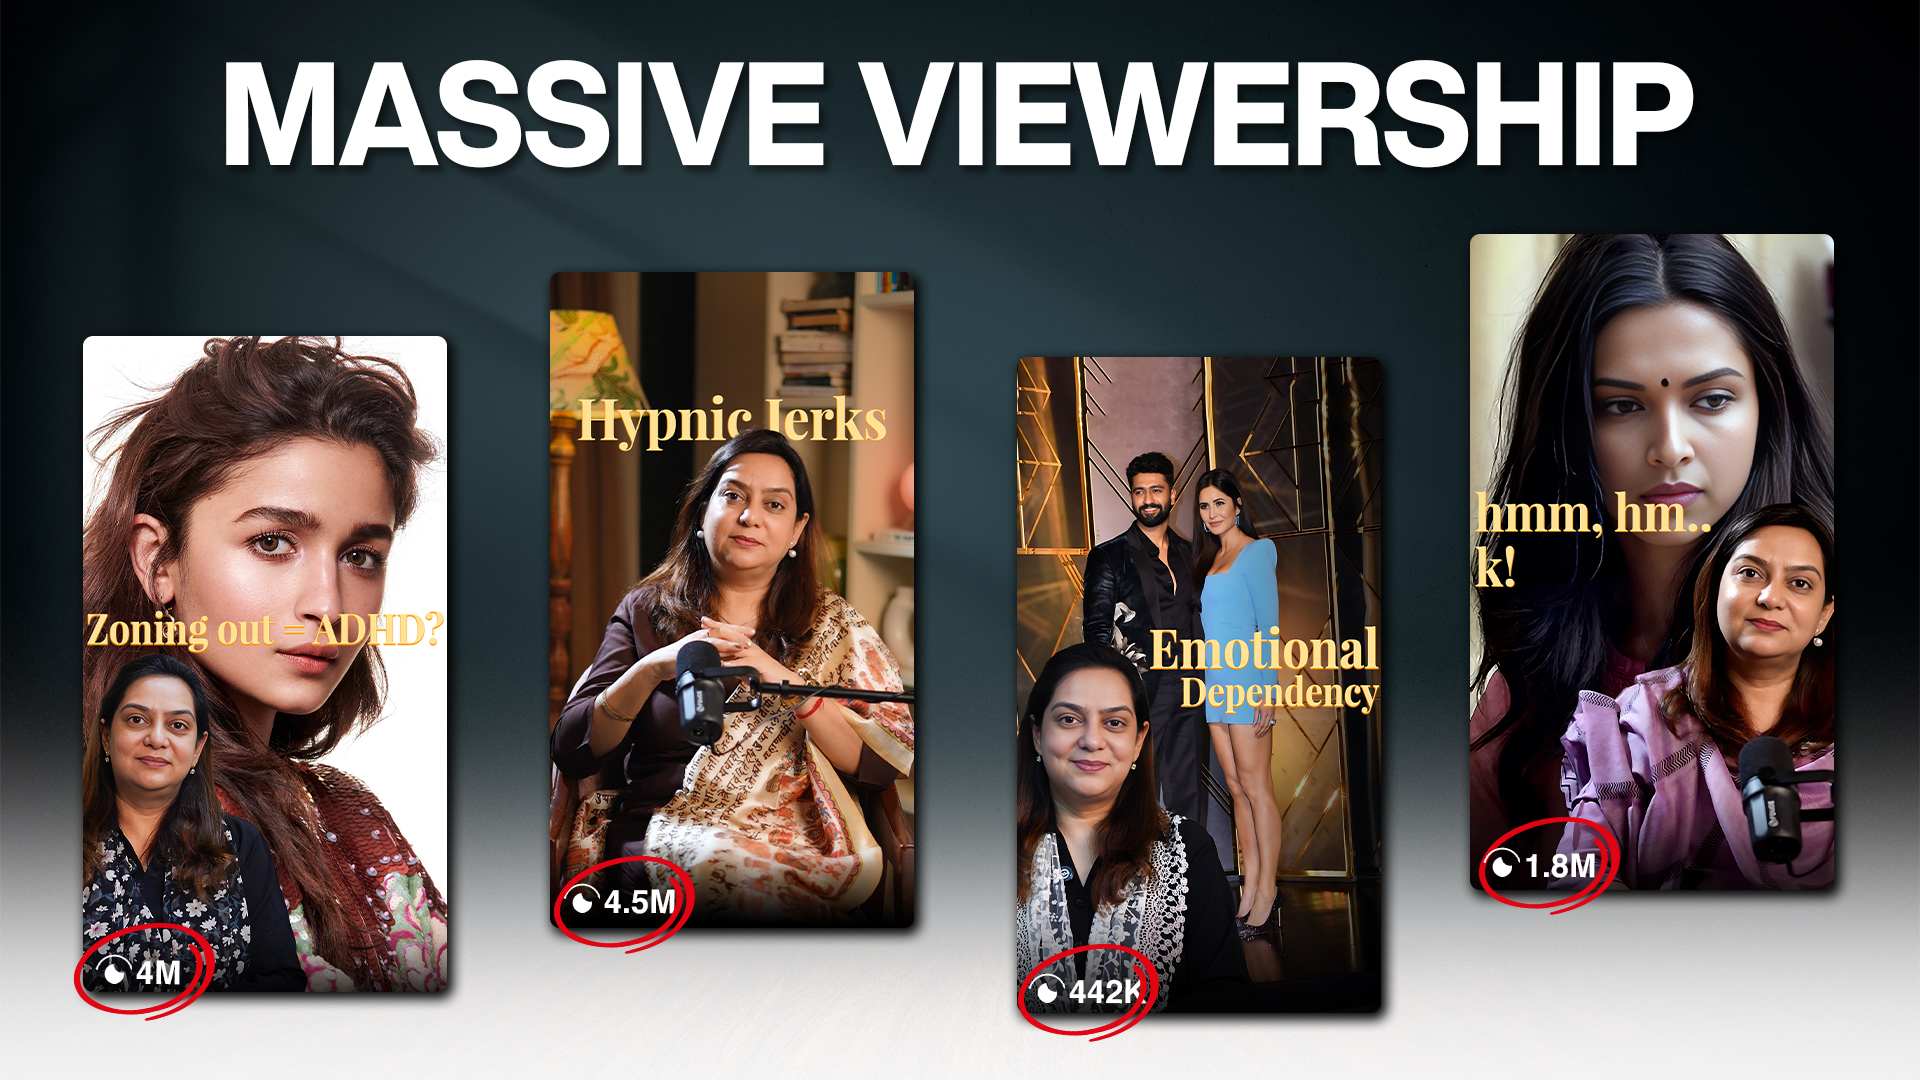 MASSIVE VIEWERSHIP
Zoning out = ADHD?
4M
Hypnic Jerks
4.5M
Emotional
Dependency
442K
hmm, hm..
k!
1.8M